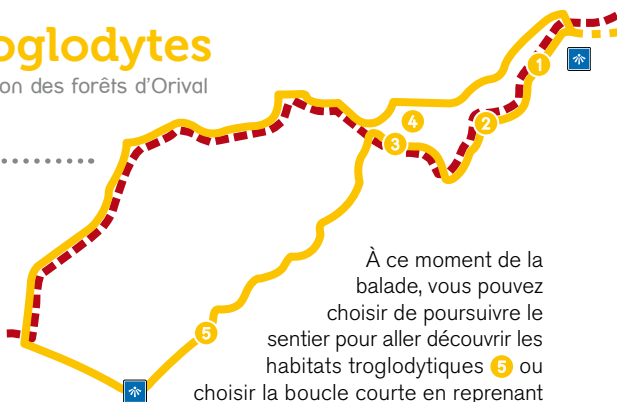 oglodytes
on des forêts d'Orival
1
2
4
3
À ce moment de la
balade, vous pouvez
choisir de poursuivre le
sentier pour aller découvrir les
habitats troglodytiques 5 ou
choisir la boucle courte en reprenant
5